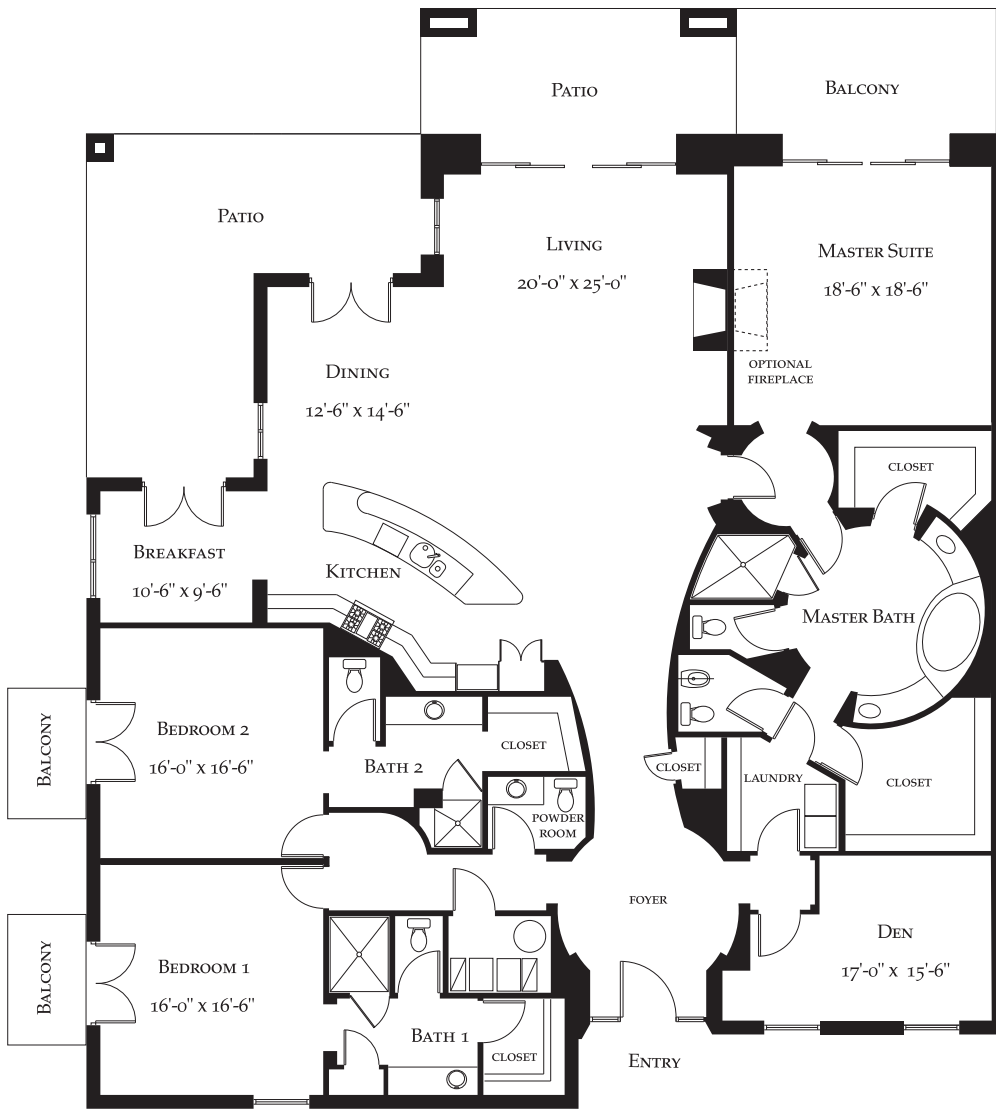 Patio
Balcony
Patio
Living
20'-0" x 25'-0"
Master Suite
18'-6" x 18'-6"
optional
fireplace
Dining
12'-6" x 14'-6"
closet
Breakfast
10'-6" x 9'-6"
Kitchen
Master Bath
Balcony
Bedroom 2
16'-0" x 16'-6"
Bath 2
closet
closet
laundry
closet
powder
room
foyer
Balcony
Bedroom 1
16'-0" x 16'-6"
Den
17'-0" x 15'-6"
Bath 1
closet
Entry